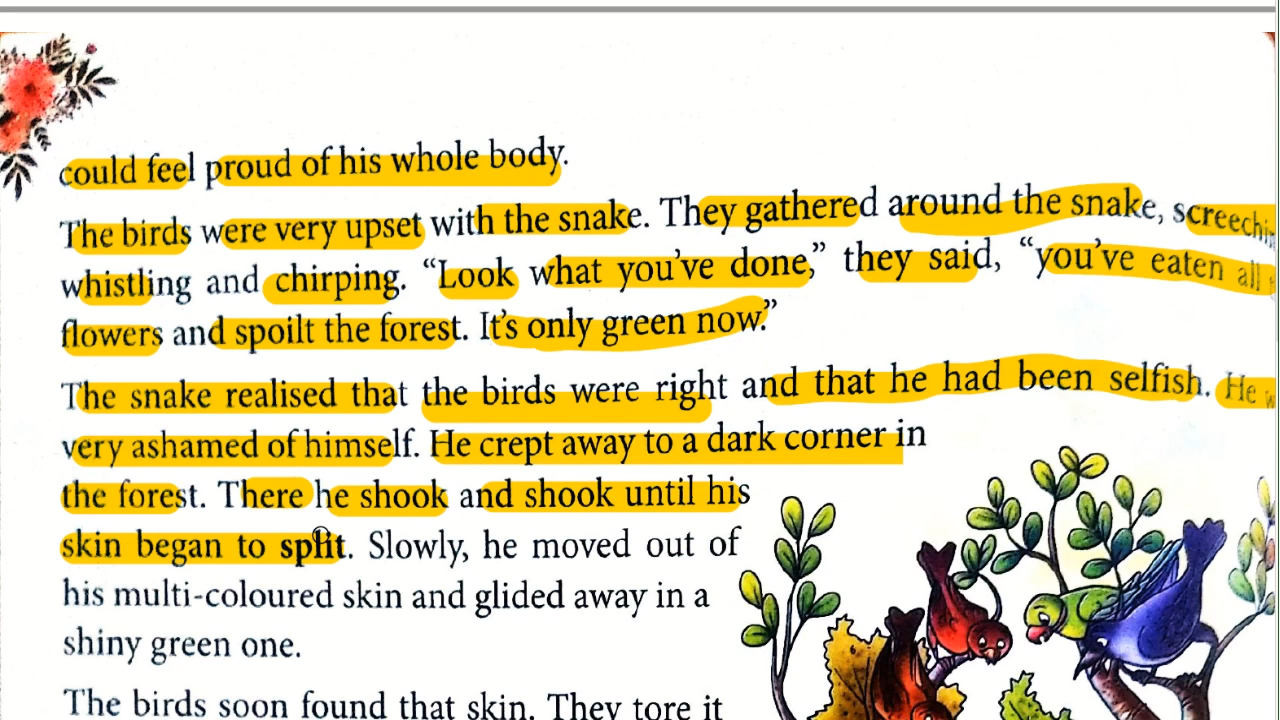 could feel proud of his whole body.
The birds were very upset with the snake. They gathered around the snake,
whistling and chirping. “Look what you’ve done,” they said, “you’ve eaten all
flowers and spoilt the forest. It’s only green now.”
The snake realised that the birds were right and that he had been selfish. He
very ashamed of himself. He crept away to a dark corner in
the forest. There he shook and shook until his
skin began to split. Slowly, he moved out of
his multi-coloured skin and glided away in a
shiny green one.
The birds soon found that skin. They tore it